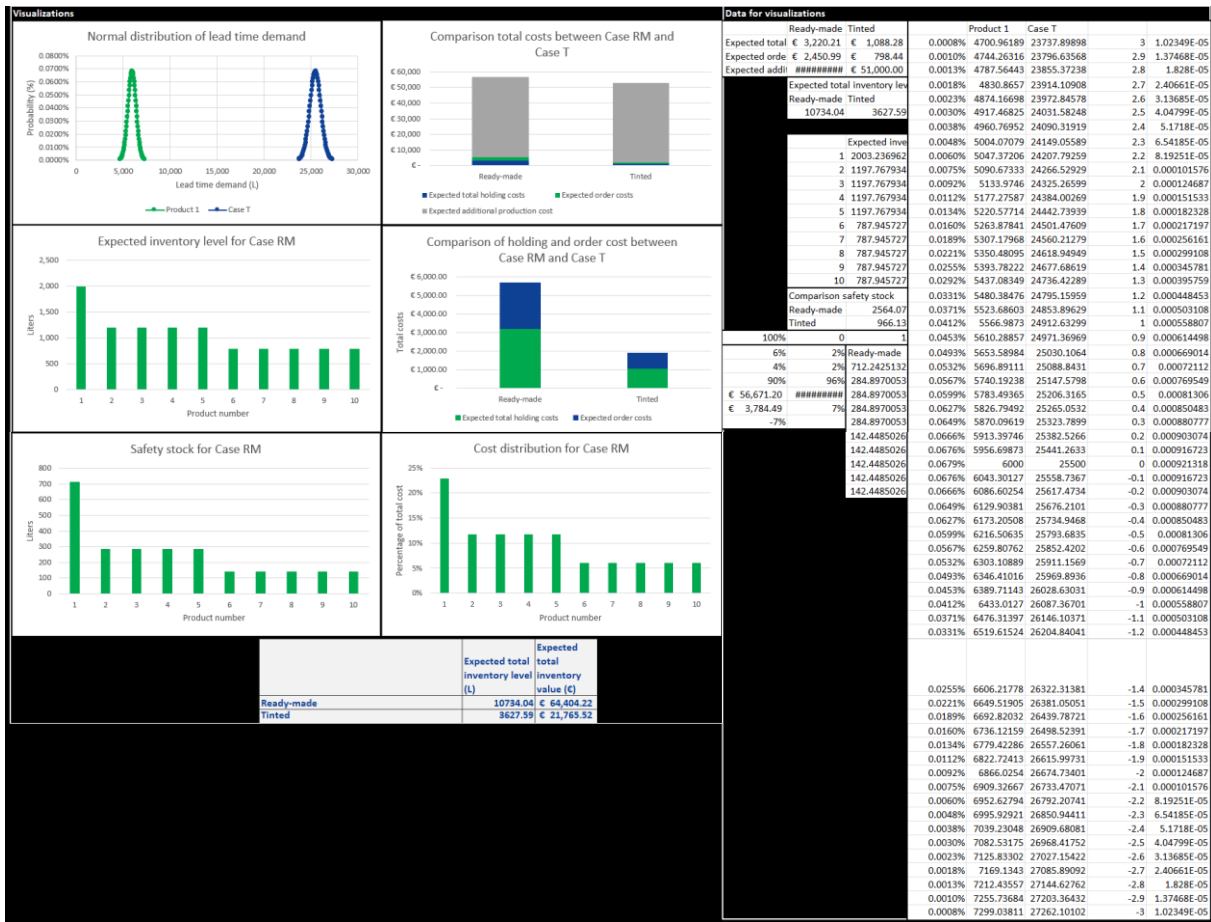 Visualizations
Normal distribution of lead time demand
Probability (%)
0.0800%
0.0700%
0.0600%
0.0500%
0.0400%
0.0300%
0.0200%
0.0100%
0.0000%
0 5,000 10,000 15,000 20,000 25,000 30,000
Lead time demand (L)
Product 1 Case T
Comparison total costs between Case RM and
Case T
€ 60,000
€ 50,000
€ 40,000
€ 30,000
€ 20,000
€ 10,000
€ -
Ready-made Tinted
Expected total holding costs Expected order costs
Expected additional production cost
Expected inventory level for Case RM
Liters
2,500
2,000
1,500
1,000
500
0
1 2 3 4 5 6 7 8 9 10
Product number
Comparison of holding and order cost between
Case RM and Case T
Total costs
€ 6,000.00
€ 5,000.00
€ 4,000.00
€ 3,000.00
€ 2,000.00
€ 1,000.00
€ -
Ready-made Tinted
Expected total holding costs Expected order costs
Safety stock for Case RM
Liters
800
700
600
500
400
300
200
100
0
1 2 3 4 5 6 7 8 9 10
Product number
Cost distribution for Case RM
Percentage of total cost
25%
20%
15%
10%
5%
0%
1 2 3 4 5 6 7 8 9 10
Product number
Expected total inventory level (L) Expected total inventory value (€)
Ready-made 10734.04 € 64,404.22
Tinted 3627.59 € 21,765.52
Data for visualizations
Ready-made Tinted
Expected total € 3,220.21 € 1,088.28
Expected orde € 2,450.99 € 798.44
Expected addi ######### € 51,000.00
Expected total inventory lev
Ready-made Tinted
10734.04 3627.59
Expected inve
1 2003.236962
2 1197.767934
3 1197.767934
4 1197.767934
5 1197.767934
6 787.945727
7 787.945727
8 787.945727
9 787.945727
10 787.945727
Comparison safety stock
Ready-made 2564.07
Tinted 966.13
100% 0 1
6% 2% Ready-made
4% 2% 712.2425132
90% 96% 284.8970053
€ 56,671.20 ######### 284.8970053
€ 3,784.49 7% 284.8970053
-7% 284.8970053
142.4485026
142.4485026
142.4485026
142.4485026
142.4485026
Product 1 Case T
0.0008% 4700.96189 23737.89898 3 1.02349E-05
0.0010% 4744.26316 23796.63568 2.9 1.37468E-05
0.0013% 4787.56443 23855.37238 2.8 1.828E-05
0.0018% 4830.8657 23914.10908 2.7 2.40661E-05
0.0023% 4874.16698 23972.84578 2.6 3.13685E-05
0.0030% 4917.46825 24031.58248 2.5 4.04799E-05
0.0038% 4960.76952 24090.31919 2.4 5.1718E-05
0.0048% 5004.07079 24149.05589 2.3 6.54185E-05
0.0060% 5047.37206 24207.79259 2.2 8.19251E-05
0.0075% 5090.67333 24266.52929 2.1 0.000101576
0.0092% 5133.9746 24325.26599 2 0.000124687
0.0112% 5177.27587 24384.00269 1.9 0.000151533
0.0134% 5220.57714 24442.73939 1.8 0.000182328
0.0160% 5263.87841 24501.47609 1.7 0.000217197
0.0189% 5307.17968 24560.21279 1.6 0.000256161
0.0221% 5350.48095 24618.94949 1.5 0.000299108
0.0255% 5393.78222 24677.68619 1.4 0.000345781
0.0292% 5437.08349 24736.42289 1.3 0.000395759
0.0331% 5480.38476 24795.15959 1.2 0.000448453
0.0371% 5523.68603 24853.89629 1.1 0.000503108
0.0412% 5566.9873 24912.63299 1 0.000558807
0.0453% 5610.28857 24971.36969 0.9 0.000614498
0.0493% 5653.58984 25030.1064 0.8 0.000669014
0.0532% 5696.89111 25088.8431 0.7 0.00072112
0.0567% 5740.19238 25147.5798 0.6 0.000769549
0.0599% 5783.49365 25206.3165 0.5 0.00081306
0.0627% 5826.79492 25265.0532 0.4 0.000850483
0.0649% 5870.09619 25323.7899 0.3 0.000880777
0.0666% 5913.39746 25382.5266 0.2 0.000903074
0.0676% 5956.69873 25441.2633 0.1 0.000916723
0.0679% 6000 25500 0 0.000921318
0.0676% 6043.30127 25558.7367 -0.1 0.000916723
0.0666% 6086.60254 25617.4734 -0.2 0.000903074
0.0649% 6129.90381 25676.2101 -0.3 0.000880777
0.0627% 6173.20508 25734.9468 -0.4 0.000850483
0.0599% 6216.50635 25793.6835 -0.5 0.00081306
0.0567% 6259.80762 25852.4202 -0.6 0.000769549
0.0532% 6303.10889 25911.1569 -0.7 0.00072112
0.0493% 6346.41016 25969.8936 -0.8 0.000669014
0.0453% 6389.71143 26028.63031 -0.9 0.000614498
0.0412% 6433.0127 26087.36701 -1 0.000558807
0.0371% 6476.31397 26146.10371 -1.1 0.000503108
0.0331% 6519.61524 26204.84041 -1.2 0.000448453
0.0255% 6606.21778 26322.31381 -1.4 0.000345781
0.0221% 6649.51905 26381.05051 -1.5 0.000299108
0.0189% 6692.82032 26439.78721 -1.6 0.000256161
0.0160% 6736.12159 26498.52391 -1.7 0.000217197
0.0134% 6779.42286 26557.26061 -1.8 0.000182328
0.0112% 6822.72413 26615.99731 -1.9 0.000151533
0.0092% 6866.0254 26674.73401 -2 0.000124687
0.0075% 6909.32667 26733.47071 -2.1 0.000101576
0.0060% 6952.62794 26792.20741 -2.2 8.19251E-05
0.0048% 6995.92921 26850.94411 -2.3 6.54185E-05
0.0038% 7039.23048 26909.68081 -2.4 5.1718E-05
0.0030% 7082.53175 26968.41752 -2.5 4.04799E-05
0.0023% 7125.83302 27027.15422 -2.6 3.13685E-05
0.0018% 7169.1343 27085.89092 -2.7 2.40661E-05
0.0013% 7212.43557 27144.62762 -2.8 1.828E-05
0.0010% 7255.73684 27203.36432 -2.9 1.37468E-05
0.0008% 7299.03811 27262.10102 -3 1.02349E-05